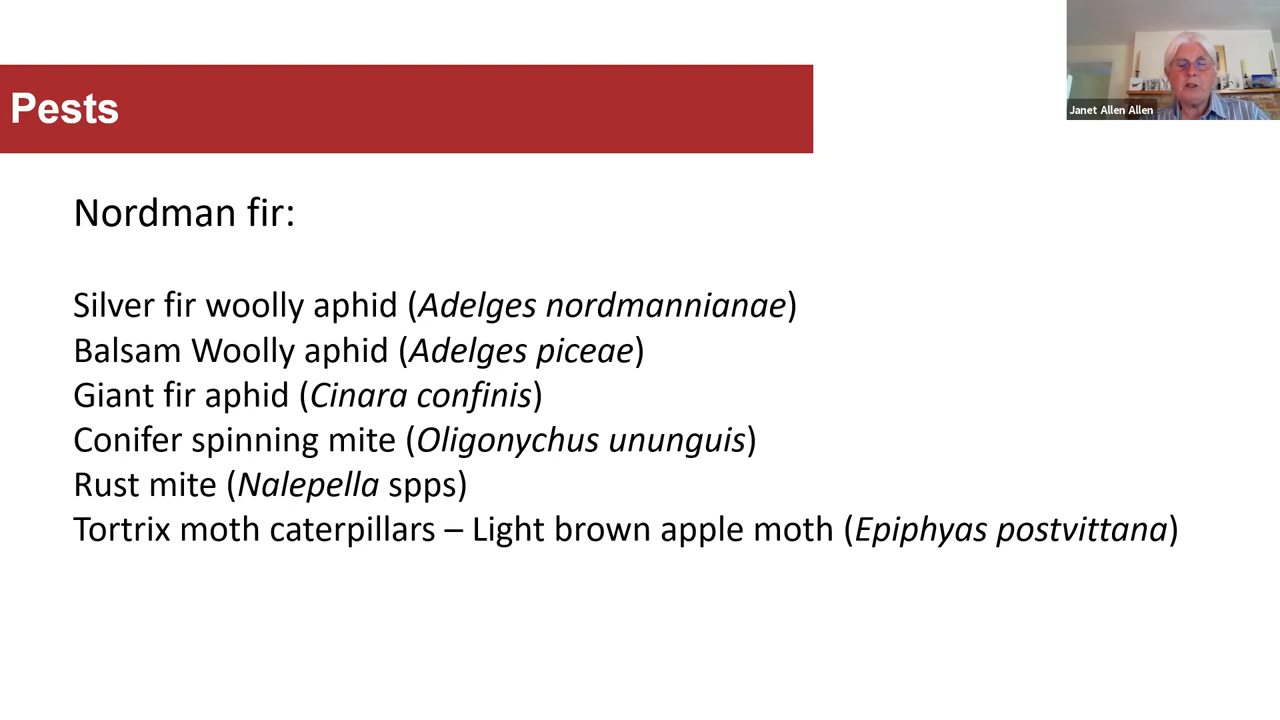 Pests
Janet Allen Allen
Nordman fir:
Silver fir woolly aphid (Adelges nordmannianae)
Balsam Woolly aphid (Adelges piceae)
Giant fir aphid (Cinara confinis)
Conifer spinning mite (Oligonychus ununguis)
Rust mite (Nalepella spps)
Tortrix moth caterpillars – Light brown apple moth (Epiphyas postvittana)